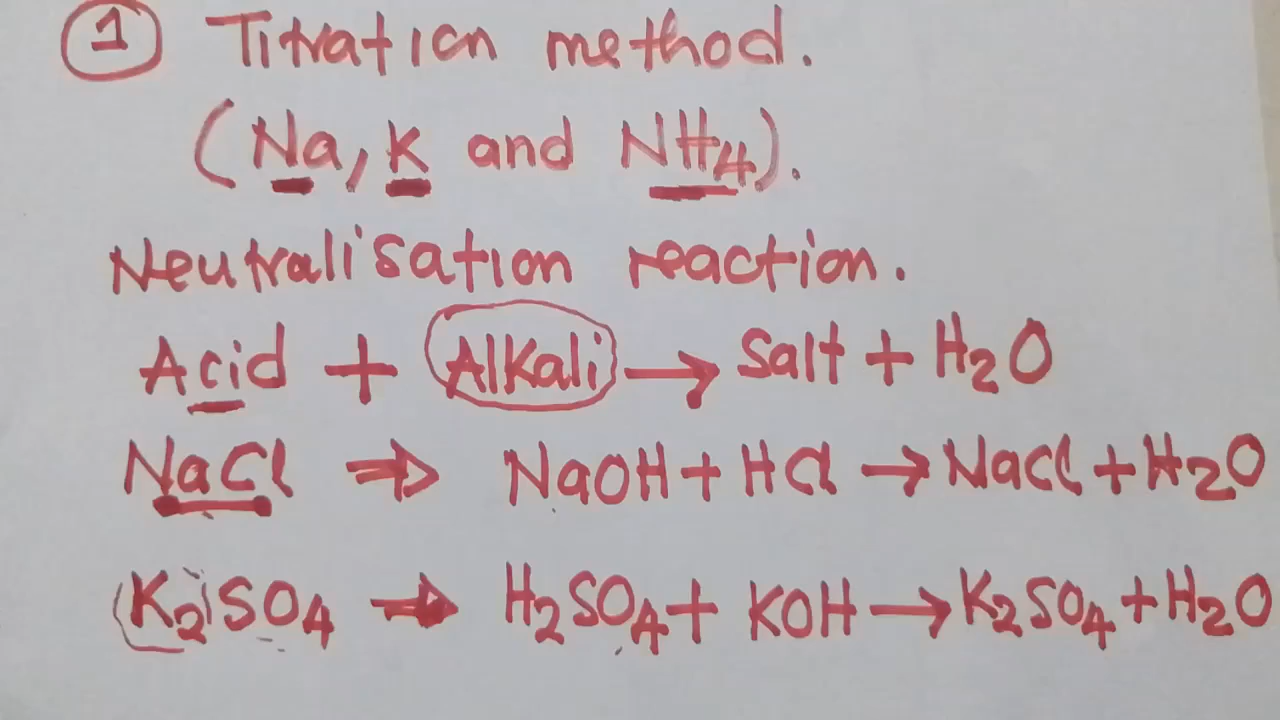 ① Titration method.
(Na, K and NH4).
Neutralisation reaction.
Acid + Alkali → Salt + H2O
NaCl ⇒ NaOH + HCl → NaCl + H2O
K2SO4 ⇒ H2SO4 + KOH → K2SO4 + H2O